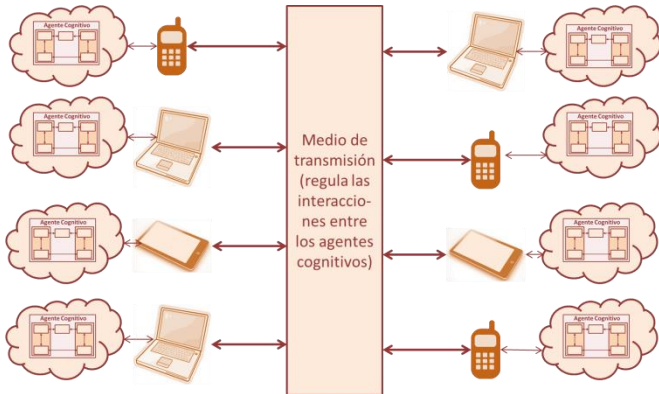 Agente Cognitivo
Agente Cognitivo
Agente Cognitivo
Agente Cognitivo
Medio de
transmisión
(regula las
interaccio-
nes entre
los agentes
cognitivos)
Agente Cognitivo
Agente Cognitivo
Agente Cognitivo
Agente Cognitivo